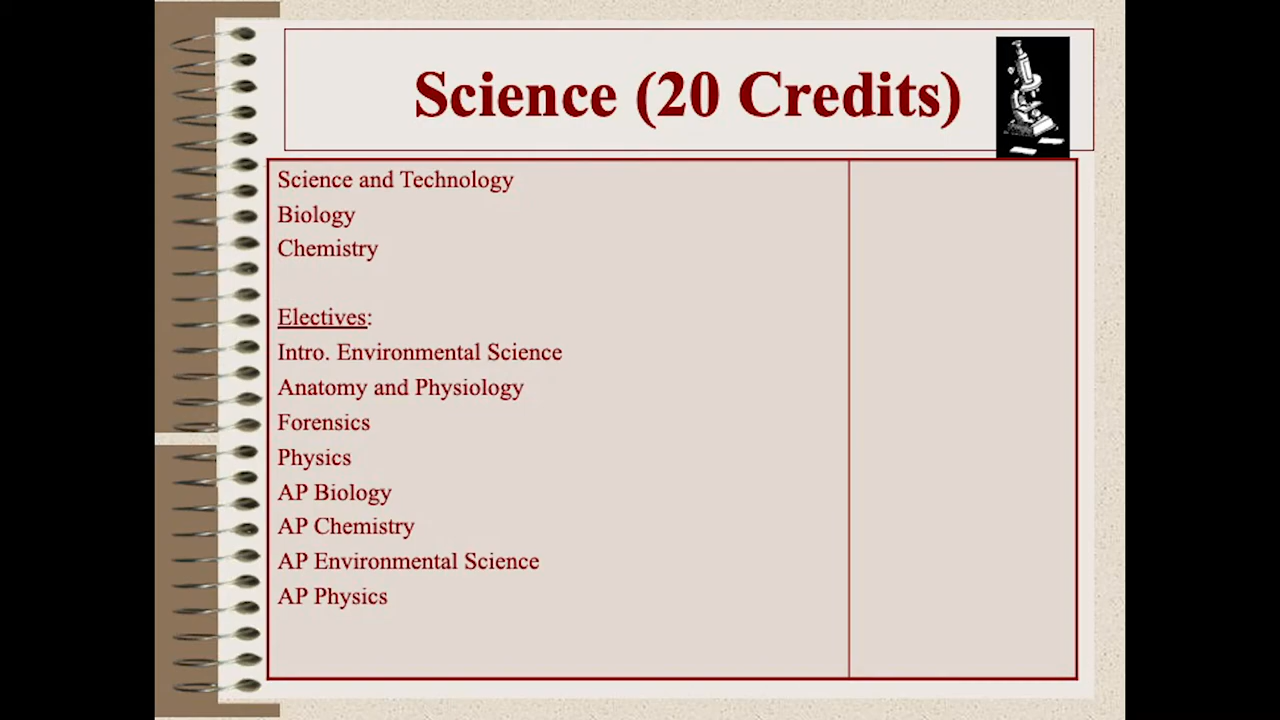 Science (20 Credits)
Science and Technology
Biology
Chemistry
Electives:
Intro. Environmental Science
Anatomy and Physiology
Forensics
Physics
AP Biology
AP Chemistry
AP Environmental Science
AP Physics